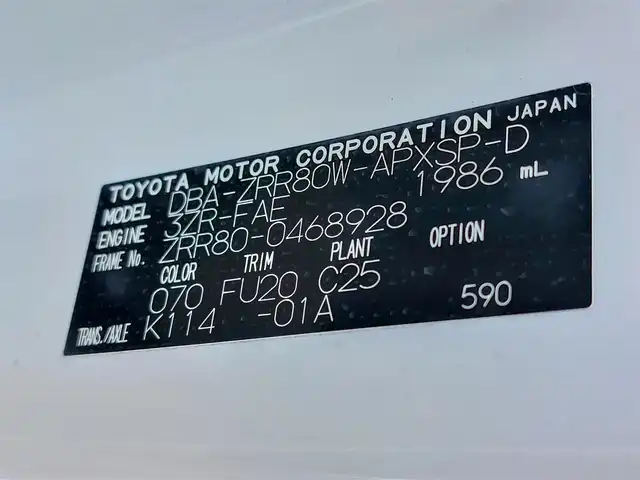 TOYOTA MOTOR CORPORATION JAPAN
MODEL DBA-ZRR80W-APXSP-D
ENGINE 3ZR-FAE 1986 mL
FRAME No. ZRR80-0468928
COLOR TRIM PLANT OPTION
070 FU20 C25
TRANS./AXLE K114 -01A 590